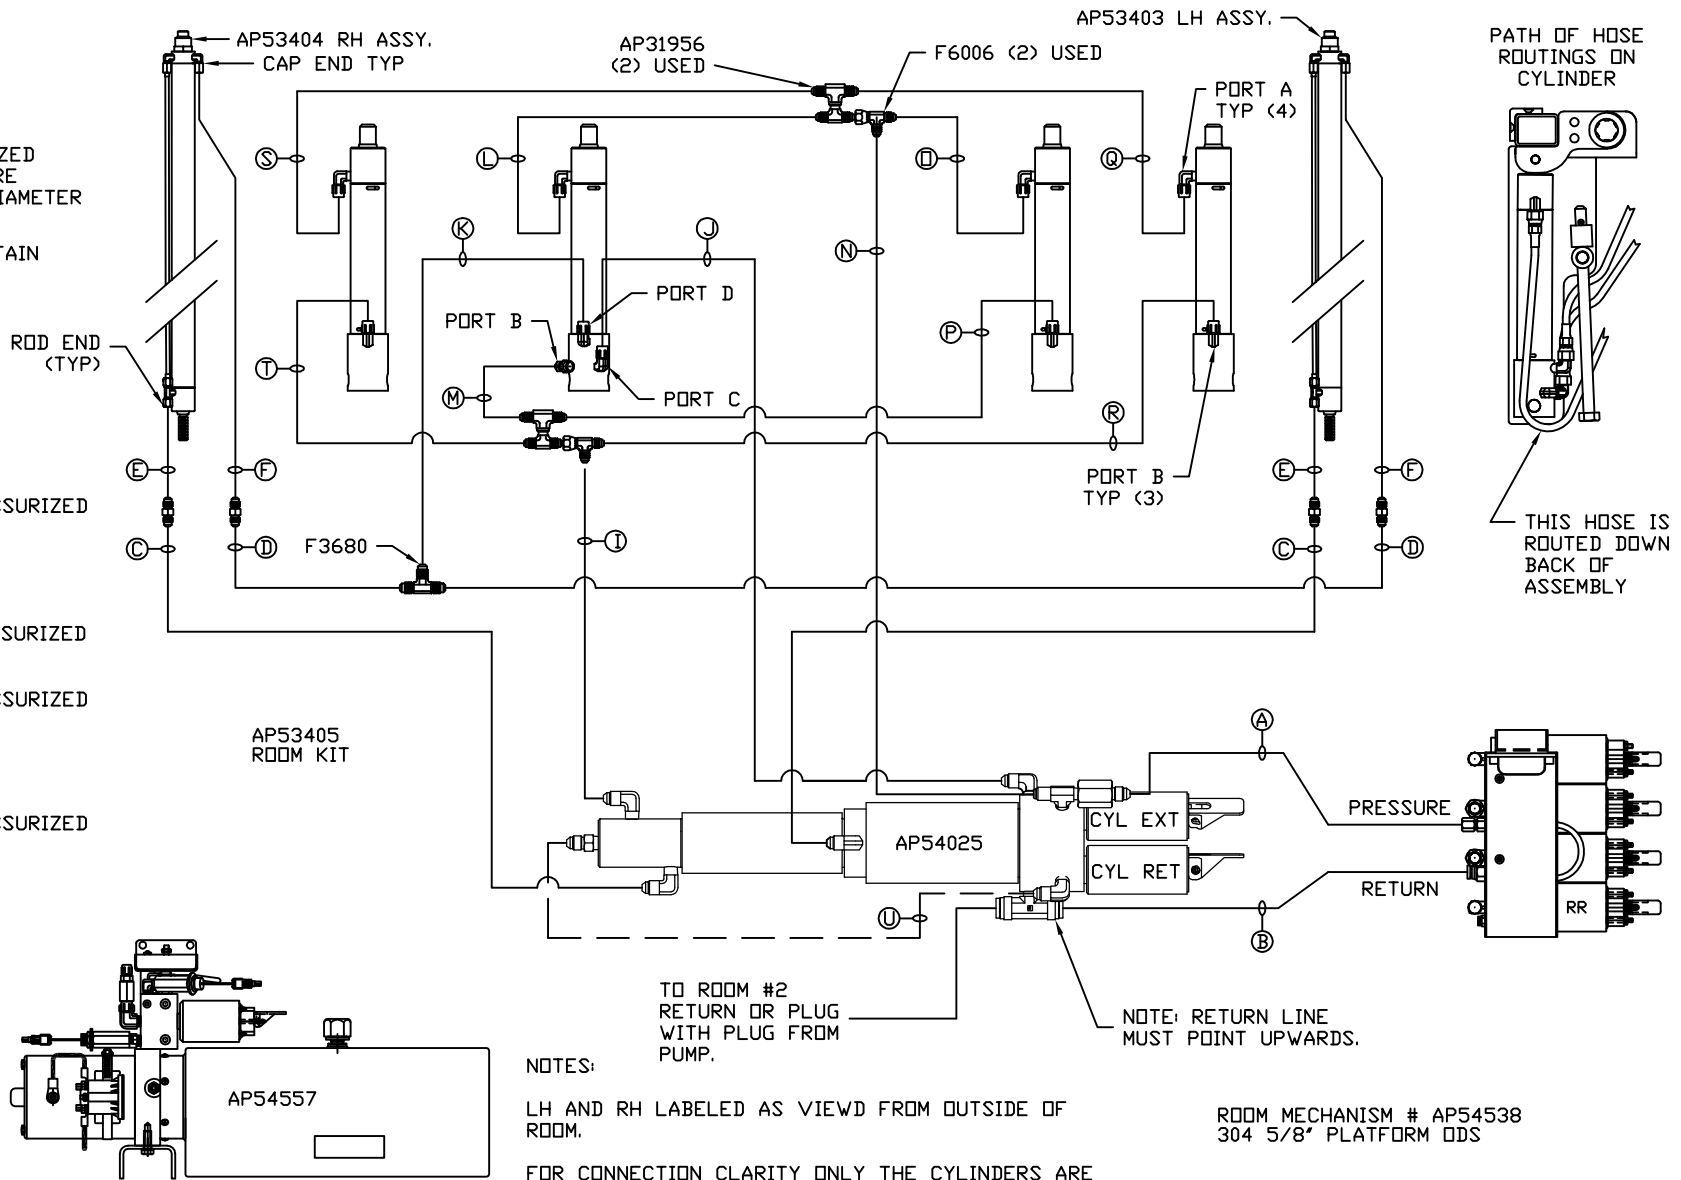 AP53404 RH ASSY.
CAP END TYP
AP31956
(2) USED
F6006 (2) USED
AP53403 LH ASSY.
PORT A
TYP (4)
PATH OF HOSE
ROUTINGS ON
CYLINDER
ZED
RE
IAMETER
TAIN
S
L
O
Q
K
J
N
PORT D
PORT B
P
ROD END
(TYP)
T
M
PORT C
R
E
F
PORT B
TYP (3)
E
F
SURIZED
C
D
F3680
I
C
D
THIS HOSE IS
ROUTED DOWN
BACK OF
ASSEMBLY
SURIZED
SURIZED
AP53405
ROOM KIT
A
PRESSURE
SURIZED
CYL EXT
AP54025
CYL RET
RETURN
RR
U
B
TO ROOM #2
RETURN OR PLUG
WITH PLUG FROM
PUMP.
NOTE: RETURN LINE
MUST POINT UPWARDS.
AP54557
NOTES:
LH AND RH LABELED AS VIEWD FROM OUTSIDE OF
ROOM.
FOR CONNECTION CLARITY ONLY THE CYLINDERS ARE
ROOM MECHANISM # AP54538
304 5/8" PLATFORM ODS